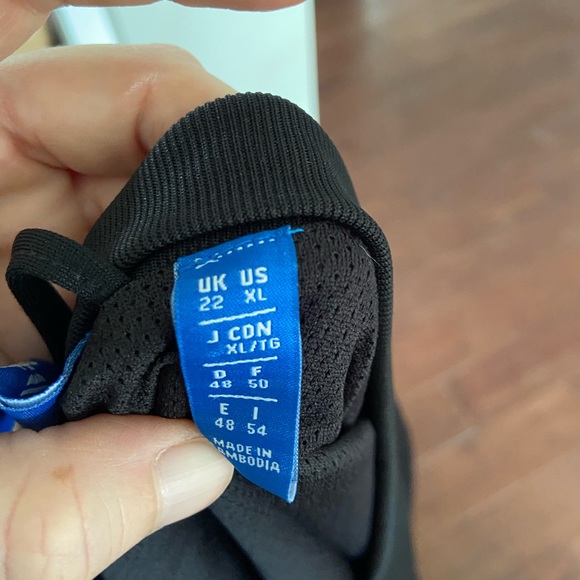 UK US
22 XL
J CDN
XL/TG
D F
48 50
E I
48 54
MADE IN
CAMBODIA